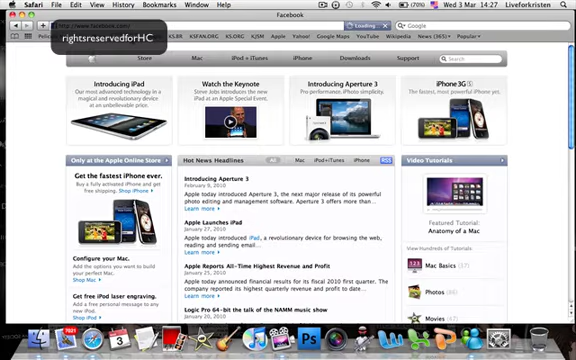 Safari File Edit View History Bookmarks Window Help
(70%) Wed 3 Mar 14:27 Liveforkristen
Facebook
http://www.facebook.com/
Loading
Google
rightsreservedforHC
KSFAN.ORG KS.ORG Apple Yahoo! Google Maps YouTube Wikipedia News (365) Popular
Store Mac iPod + iTunes iPhone Downloads Support Search
Introducing iPad
Our most advanced technology in a
magical and revolutionary device
at an unbelievable price.
Watch the Keynote
Steve Jobs introduces the new
iPad at an Apple Special Event.
Introducing Aperture 3
Pro performance, iPhoto simplicity.
iPhone 3GS
The fastest, most powerful iPhone yet.
Only at the Apple Online Store
Get the fastest iPhone ever.
Buy a fully activated iPhone and
get free shipping. Shop iPhone
Configure your Mac.
Add the options you want to build
your perfect Mac.
Shop Mac
Get free iPod laser engraving.
Hot News Headlines All Mac iPod+iTunes iPhone RSS
Introducing Aperture 3
February 9, 2010
Apple today introduced Aperture 3, the next major release of its powerful
photo editing and management software. Aperture 3 offers more than...
Learn more
Apple Launches iPad
Apple today introduced iPad, a revolutionary device for browsing the web,
reading and sending email...
Learn more
Apple Reports All-Time Highest Revenue and Profit
January 25, 2010
Apple today announced financial results for its fiscal 2010 first quarter. The
company reported its highest revenue and profit ever...
Learn more
Logic Pro 64-bit the talk of the NAMM music show
Video Tutorials
Featured Tutorial:
Anatomy of a Mac
View Hundreds of Tutorials
Mac Basics (37)
Photos (86)
Movies